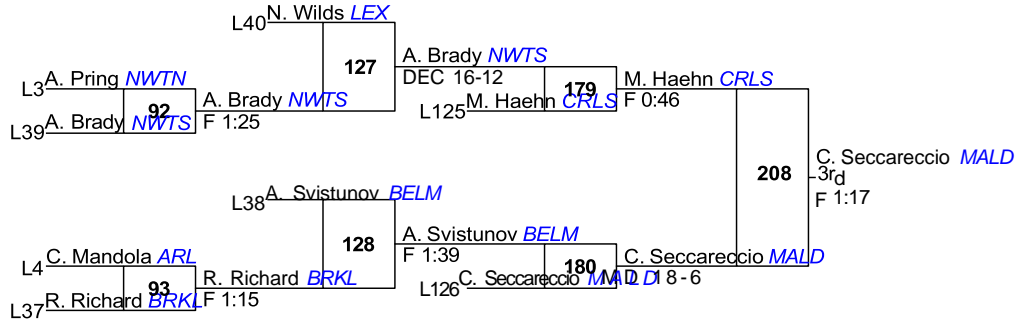 L40 N. Wilds LEX
127
A. Brady NWTS
DEC 16-12
L3 A. Pring NWTN
92
A. Brady NWTS
F 1:25
L39 A. Brady NWTS
179
L125 M. Haehn CRLS
M. Haehn CRLS
F 0:46
208
C. Seccareccio MALD
3rd
F 1:17
L38 A. Svistunov BELM
128
A. Svistunov BELM
F 1:39
L4 C. Mandola ARL
93
R. Richard BRKL
F 1:15
L37 R. Richard BRKL
180
L126 C. Seccareccio MALD
C. Seccareccio MALD
18-6